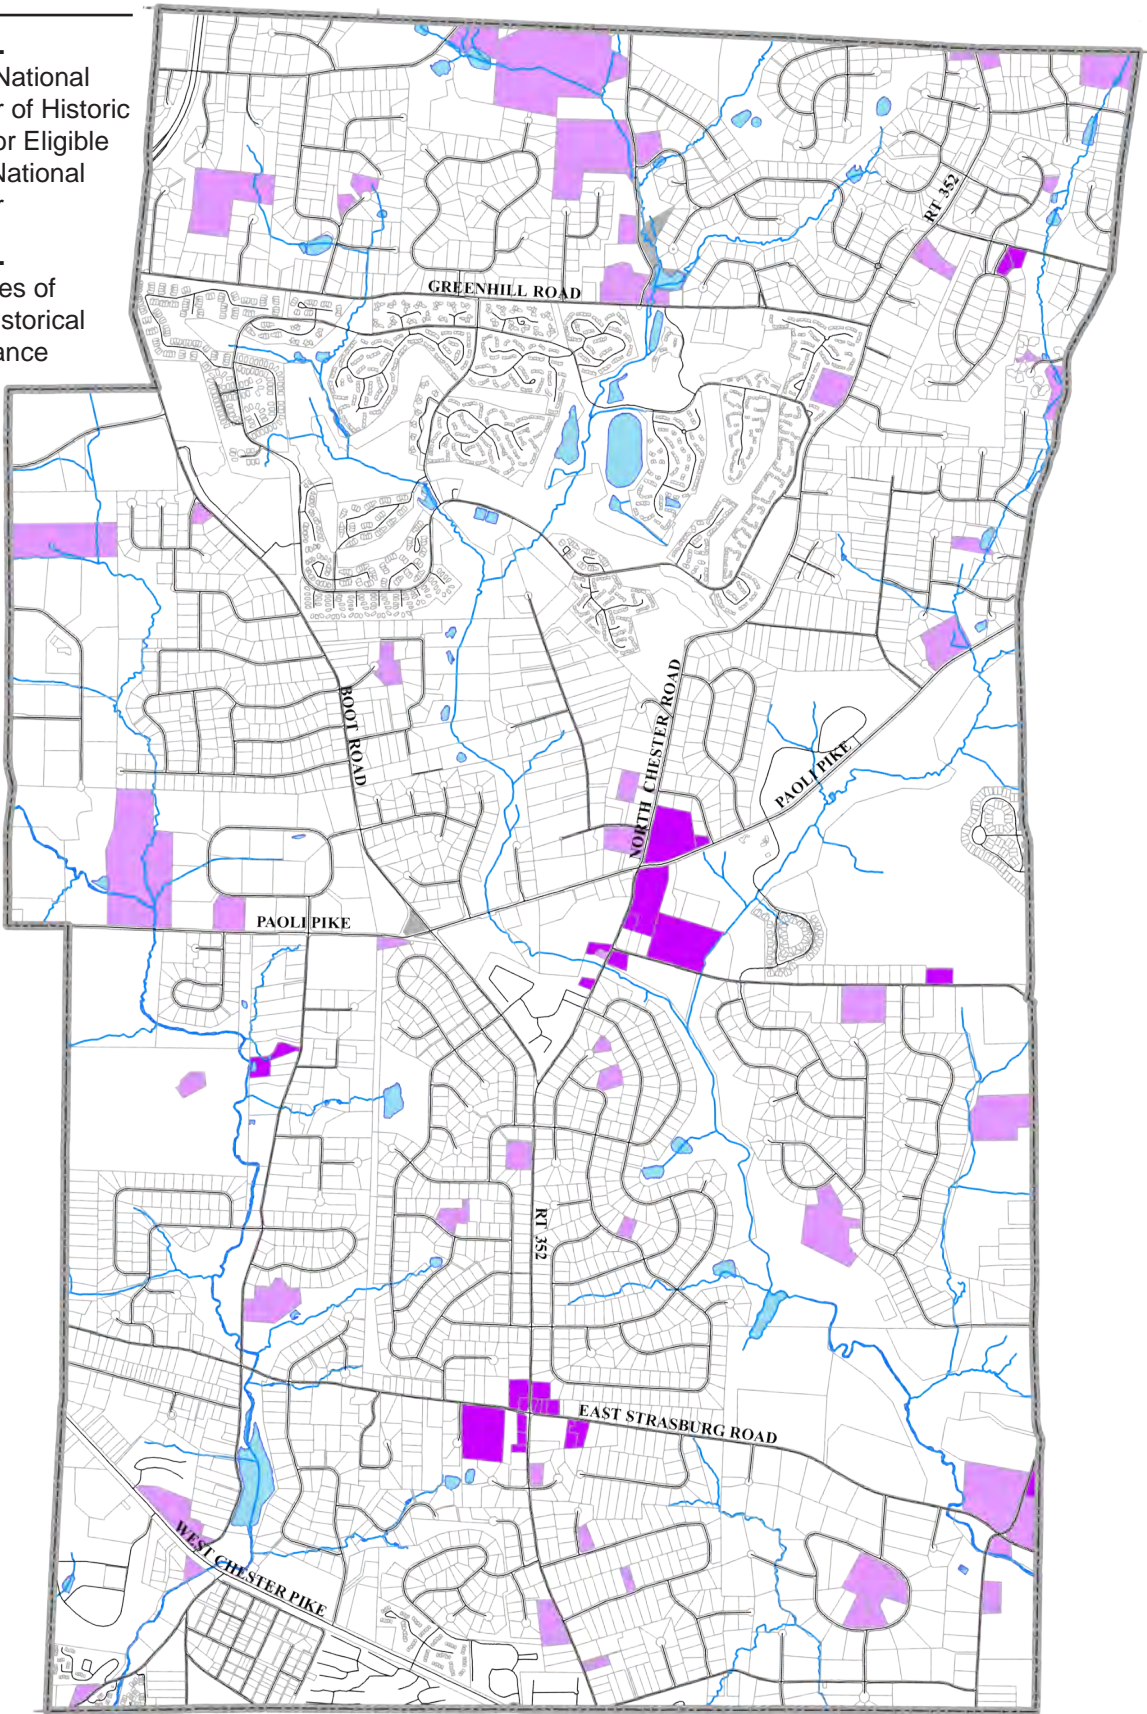 .
National
r of Historic
or Eligible
National
r
.
es of
storical
ance
RT 352
GREENHILL ROAD
BOOT ROAD
NORTH CHESTER ROAD
PAOLI PIKE
PAOLI PIKE
RT 352
EAST STRASBURG ROAD
WEST CHESTER PIKE